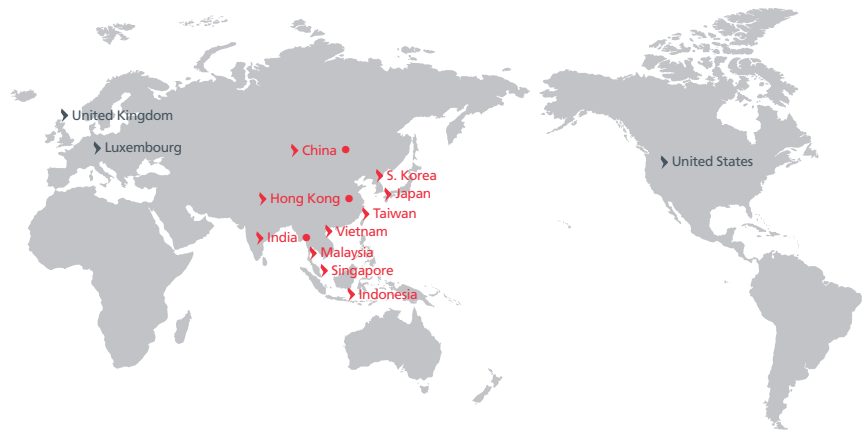 United Kingdom
Luxembourg
China
United States
S. Korea
Japan
Hong Kong
Taiwan
Vietnam
India
Malaysia
Singapore
Indonesia